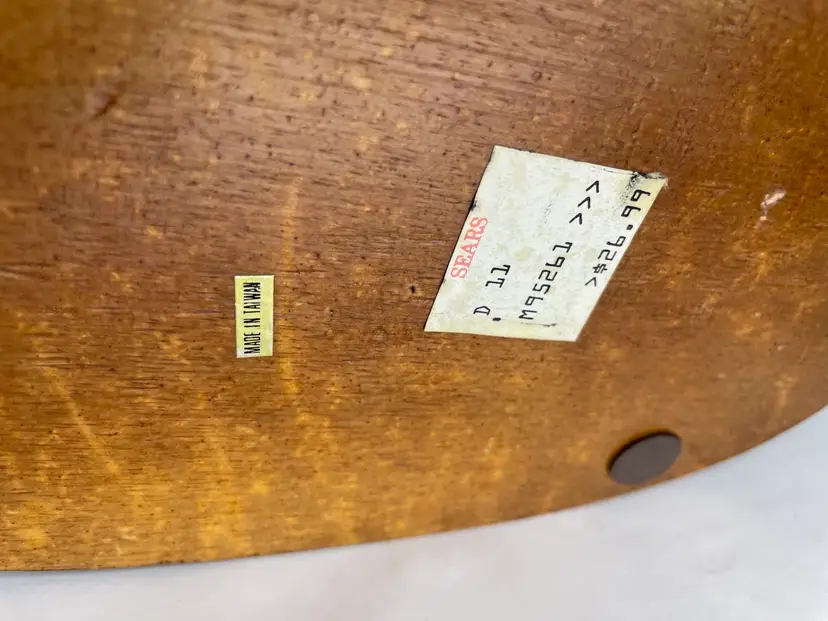 SEARS
D 11
M95261 >>>
>$26.99
MADE IN TAIWAN